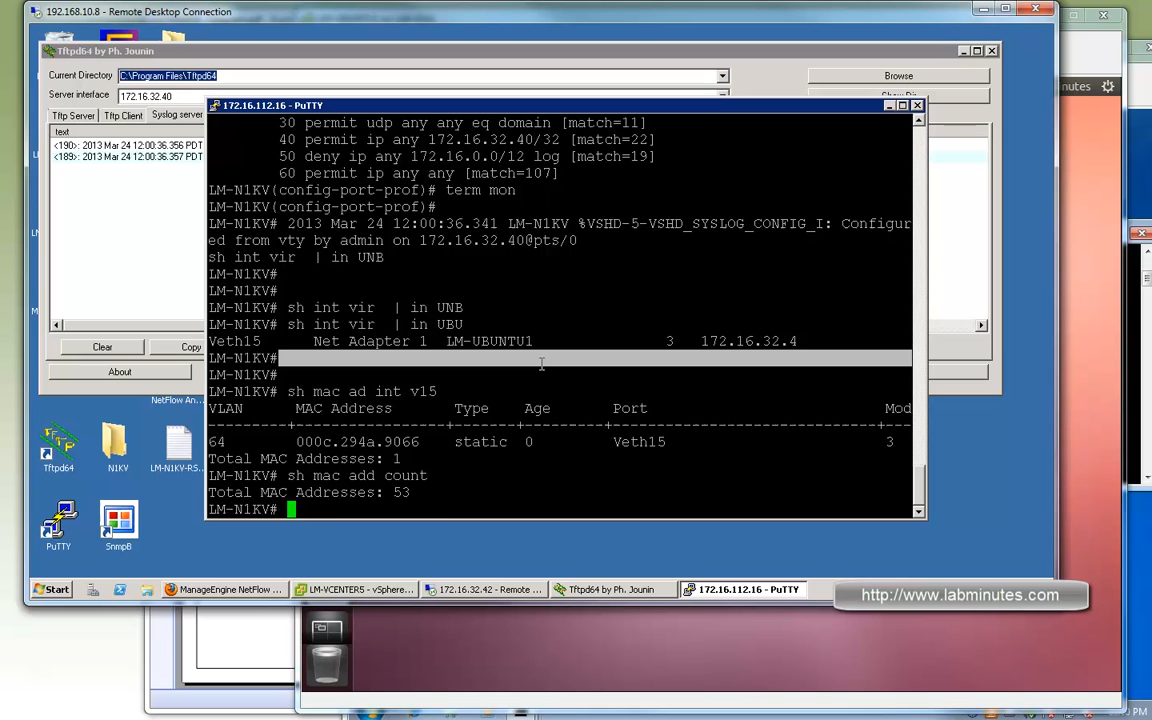 192.168.10.8 - Remote Desktop Connection
Tftpd64 by Ph. Jounin
Current Directory C:\Program Files\Tftpd64 Browse
Server interface 172.16.32.40
Tftp Server Tftp Client Syslog server
text
<190>: 2013 Mar 24 12:00:36.356 PDT
<189>: 2013 Mar 24 12:00:36.357 PDT
Clear Copy
About
172.16.112.16 - PuTTY
30 permit udp any any eq domain [match=11]
40 permit ip any 172.16.32.40/32 [match=22]
50 deny ip any 172.16.0.0/12 log [match=19]
60 permit ip any any [match=107]
LM-N1KV(config-port-prof)# term mon
LM-N1KV(config-port-prof)#
LM-N1KV# 2013 Mar 24 12:00:36.341 LM-N1KV %VSHD-5-VSHD_SYSLOG_CONFIG_I: Configur
ed from vty by admin on 172.16.32.40@pts/0
sh int vir  | in UNB
LM-N1KV#
LM-N1KV#
LM-N1KV# sh int vir  | in UNB
LM-N1KV# sh int vir  | in UBU
Veth15 Net Adapter 1 LM-UBUNTU1 3 172.16.32.4
LM-N1KV#
LM-N1KV#
LM-N1KV# sh mac ad int v15
VLAN MAC Address Type Age Port Mod
---------+-----------------+-------+---------+------------------------------+---
64 000c.294a.9066 static 0 Veth15 3
Total MAC Addresses: 1
LM-N1KV# sh mac add count
Total MAC Addresses: 53
LM-N1KV#
NetFlow An...
Tftpd64 N1KV LM-N1KV-RS...
PuTTY SnmpB
Start ManageEngine NetFlow ... LM-VCENTER5 - vSphere... 172.16.32.42 - Remote ... Tftpd64 by Ph. Jounin 172.16.112.16 - PuTTY
http://www.labminutes.com